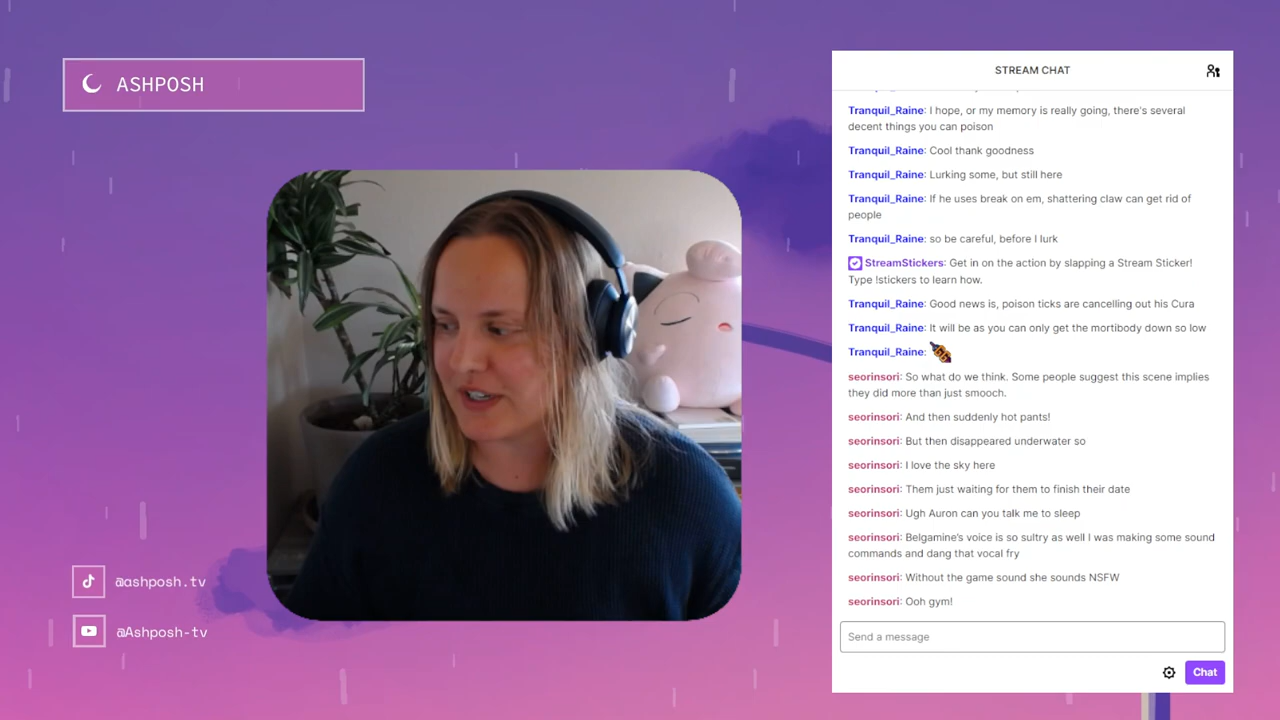 ASHPOSH
STREAM CHAT
Tranquil_Raine: I hope, or my memory is really going, there's several
decent things you can poison
Tranquil_Raine: Cool thank goodness
Tranquil_Raine: Lurking some, but still here
Tranquil_Raine: If he uses break on em, shattering claw can get rid of
people
Tranquil_Raine: so be careful, before I lurk
StreamStickers: Get in on the action by slapping a Stream Sticker!
Type !stickers to learn how.
Tranquil_Raine: Good news is, poison ticks are cancelling out his Cura
Tranquil_Raine: It will be as you can only get the mortibody down so low
Tranquil_Raine:
seorinsori: So what do we think. Some people suggest this scene implies
they did more than just smooch.
seorinsori: And then suddenly hot pants!
seorinsori: But then disappeared underwater so
seorinsori: I love the sky here
seorinsori: Them just waiting for them to finish their date
seorinsori: Ugh Auron can you talk me to sleep
seorinsori: Belgamine's voice is so sultry as well I was making some sound
commands and dang that vocal fry
seorinsori: Without the game sound she sounds NSFW
seorinsori: Ooh gym!
Send a message
Chat
@ashposh.tv
@Ashposh-tv